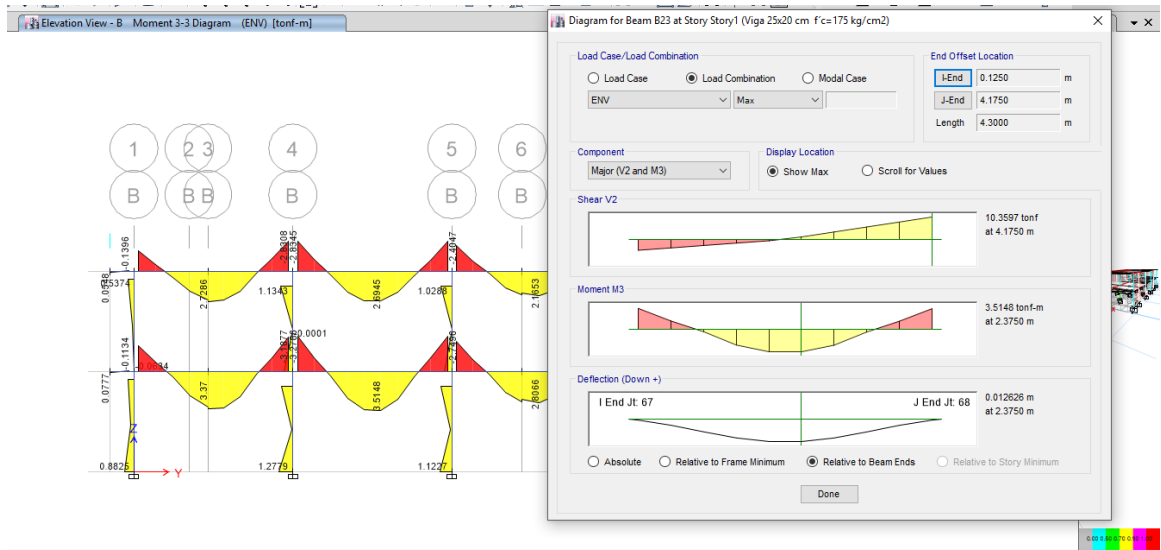 Elevation View - B Moment 3-3 Diagram (ENV) [tonf-m]
1 2 3 4 5 6
B B B B B B
-0.1396 -2.8345 -2.4047
0.5374 2.7286 1.1343 2.6945 1.0288 2.1653
-0.1134 -0.0634 -0.0001
0.0777 3.37 3.5148 2.8066
Z
0.8825 Y 1.2779 1.1227
Diagram for Beam B23 at Story Story1 (Viga 25x20 cm f´c=175 kg/cm2)
Load Case/Load Combination
Load Case Load Combination Modal Case
ENV Max
End Offset Location
I-End 0.1250 m
J-End 4.1750 m
Length 4.3000 m
Component
Major (V2 and M3)
Display Location
Show Max Scroll for Values
Shear V2
10.3597 tonf
at 4.1750 m
Moment M3
3.5148 tonf-m
at 2.3750 m
Deflection (Down +)
I End Jt: 67 J End Jt: 68
0.012626 m
at 2.3750 m
Absolute Relative to Frame Minimum Relative to Beam Ends Relative to Story Minimum
Done